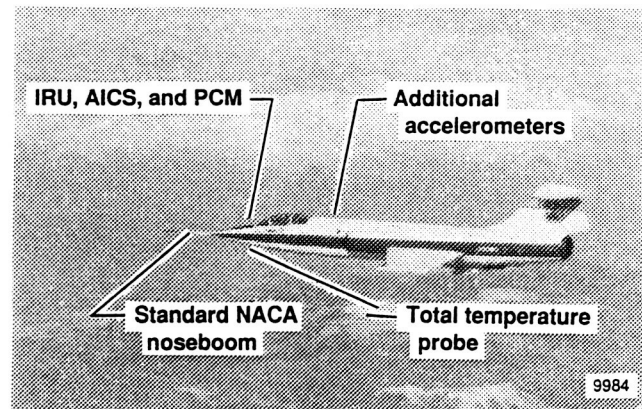 IRU, AICS, and PCM
Additional
accelerometers
Standard NACA
noseboom
Total temperature
probe
9984